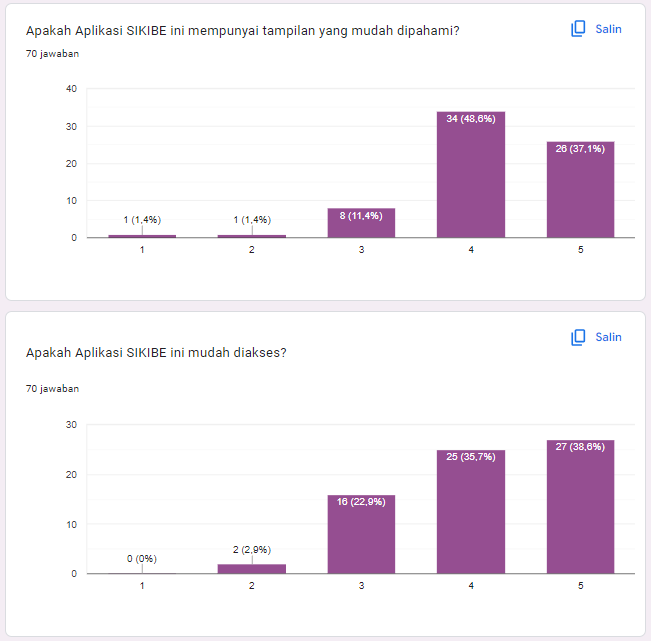 Apakah Aplikasi SIKIBE ini mempunyai tampilan yang mudah dipahami?
Salin
70 jawaban
40
30
20
10
0
1 (1,4%)
1 (1,4%)
8 (11,4%)
34 (48,6%)
26 (37,1%)
1 2 3 4 5
Apakah Aplikasi SIKIBE ini mudah diakses?
Salin
70 jawaban
30
20
10
0
0 (0%)
2 (2,9%)
16 (22,9%)
25 (35,7%)
27 (38,6%)
1 2 3 4 5